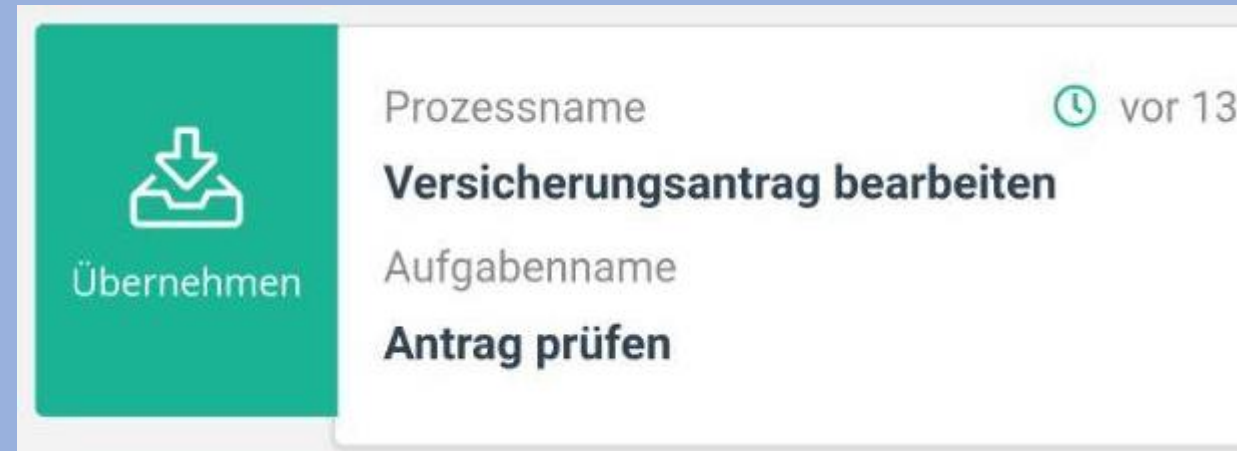 Prozessname
vor 13
Versicherungsantrag bearbeiten
Übernehmen
Aufgabenname
Antrag prüfen